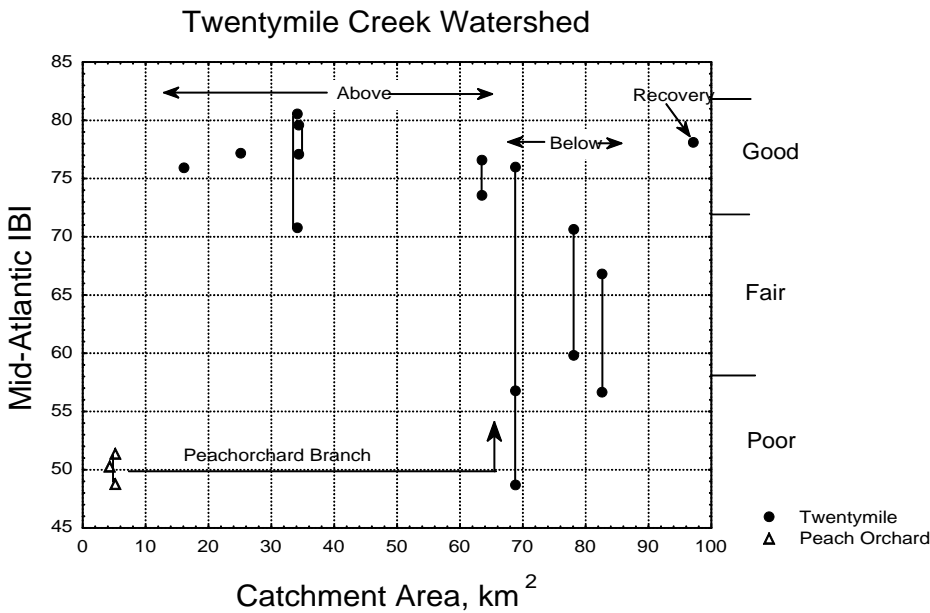 Twentymile Creek Watershed
85
80
75
70
65
60
55
50
45
Mid-Atlantic IBI
Above
Below
Recovery
Peachorchard Branch
Good
Fair
Poor
Twentymile
Peach Orchard
0 10 20 30 40 50 60 70 80 90 100
Catchment Area, km 2